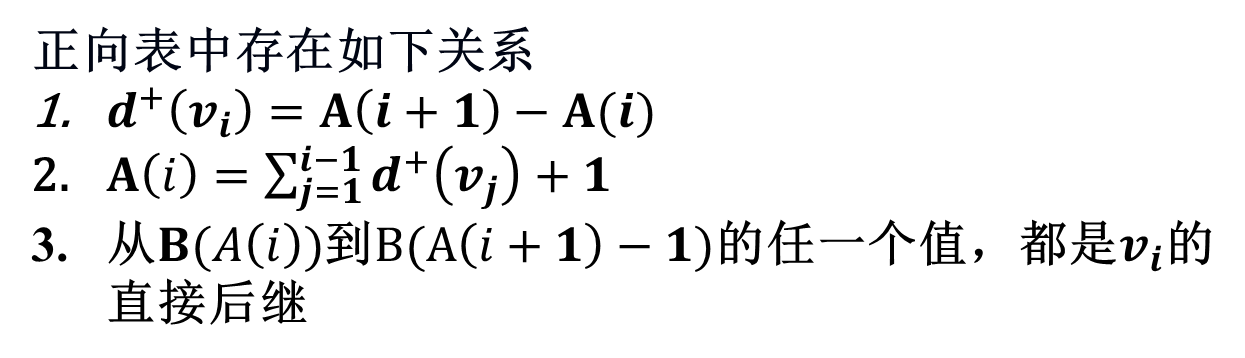 正向表中存在如下关系
1. d⁺(vᵢ) = A(i + 1) − A(i)
2. A(i) = ∑ⱼ₌₁ⁱ⁻¹ d⁺(vⱼ) + 1
3. 从B(A(i))到B(A(i + 1) − 1)的任一个值，都是vᵢ的
直接后继